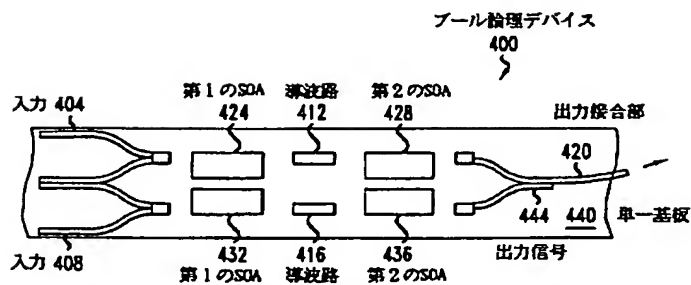 ブール論理デバイス
400
第1のSOA 導波路 第2のSOA
入力 404 424 412 428 出力接合部
420
444 440 単一基板
入力 408 432 416 436 出力信号
第1のSOA 導波路 第2のSOA